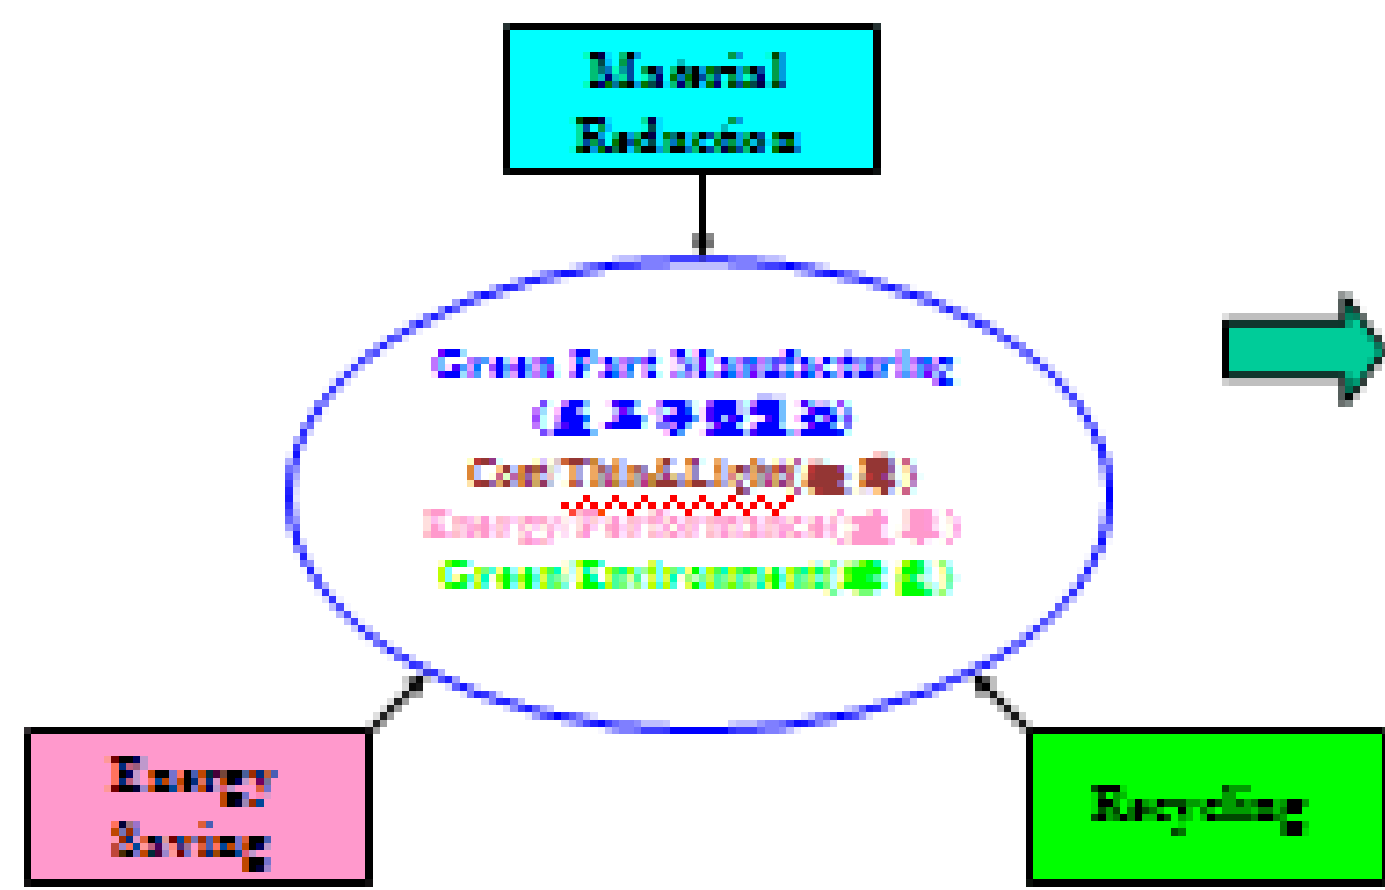 Material
Reduction
Green Part Manufacturing
Cost/Thin&Light
Energy/Performance
Green/Environment
Energy
Saving
Recycling